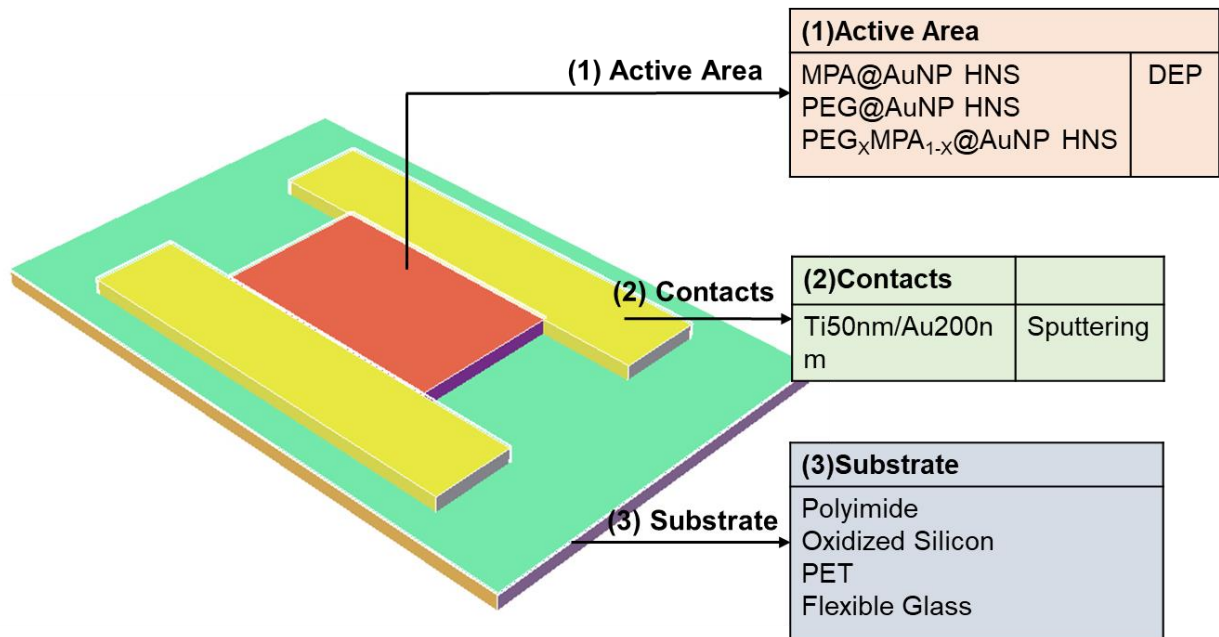 (1) Active Area
(1)Active Area
MPA@AuNP HNS DEP
PEG@AuNP HNS
PEGXMPA1-X@AuNP HNS
(2) Contacts
(2)Contacts
Ti50nm/Au200n Sputtering
m
(3) Substrate
(3)Substrate
Polyimide
Oxidized Silicon
PET
Flexible Glass